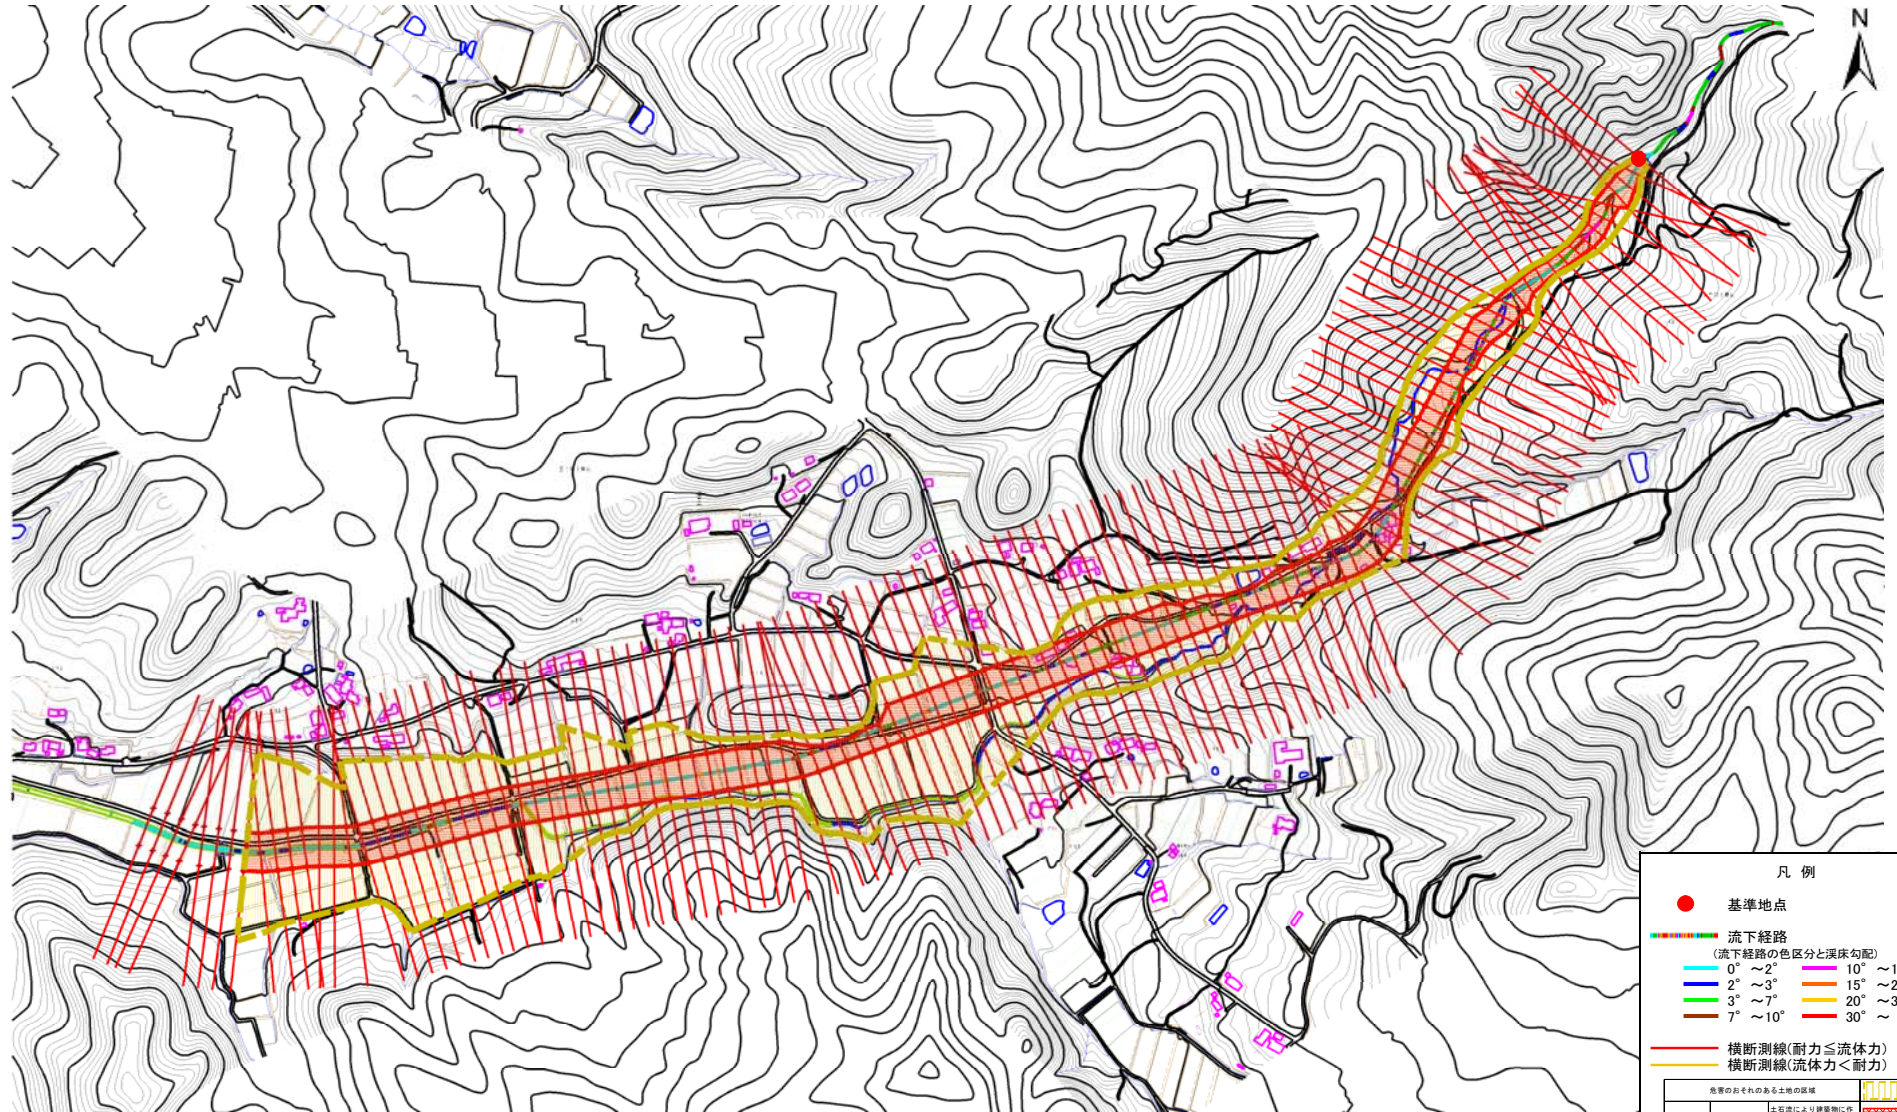 N
凡 例
基準地点
流下経路
(流下経路の色区分と渓床勾配)
0° ～2° 10° ～1
2° ～3° 15° ～2
3° ～7° 20° ～3
7° ～10° 30° ～
横断測線(耐力≦流体力)
横断測線(流体力＜耐力)
危害のおそれのある土地の区域
土石流により建築物に作